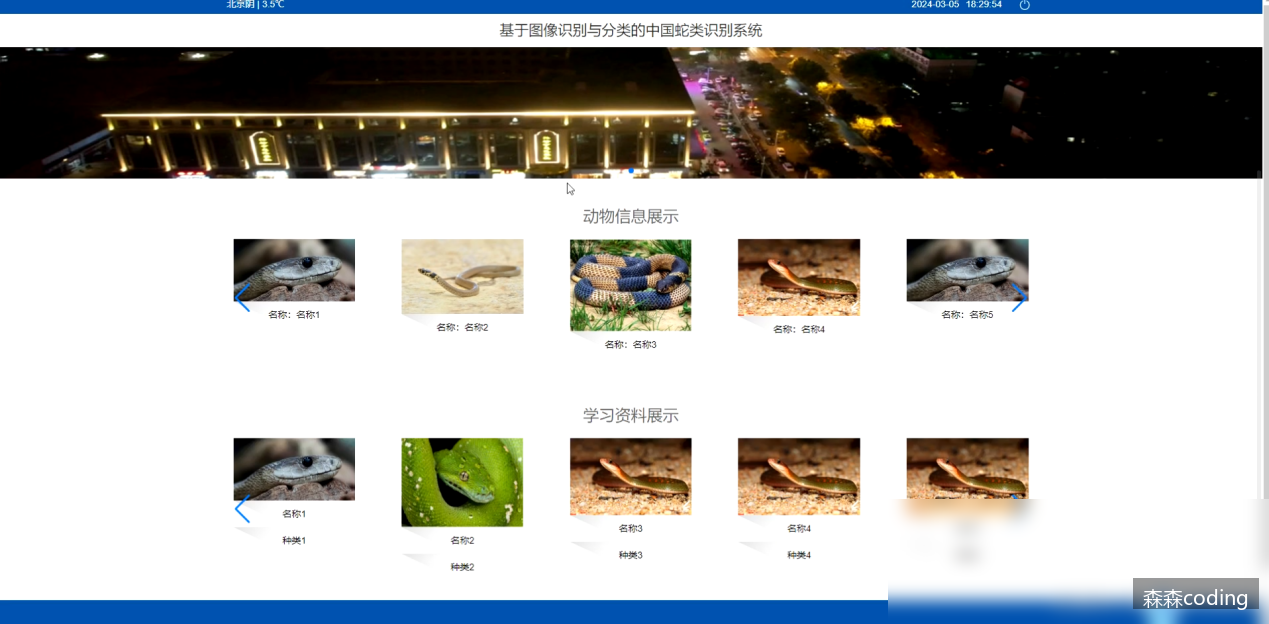 北京阴 | 3.5℃
2024-03-05 18:29:54
基于图像识别与分类的中国蛇类识别系统
动物信息展示
名称：名称1
名称：名称2
名称：名称3
名称：名称4
名称：名称5
学习资料展示
名称1
名称2
名称3
名称4
种类1
种类2
种类3
种类4
森森coding